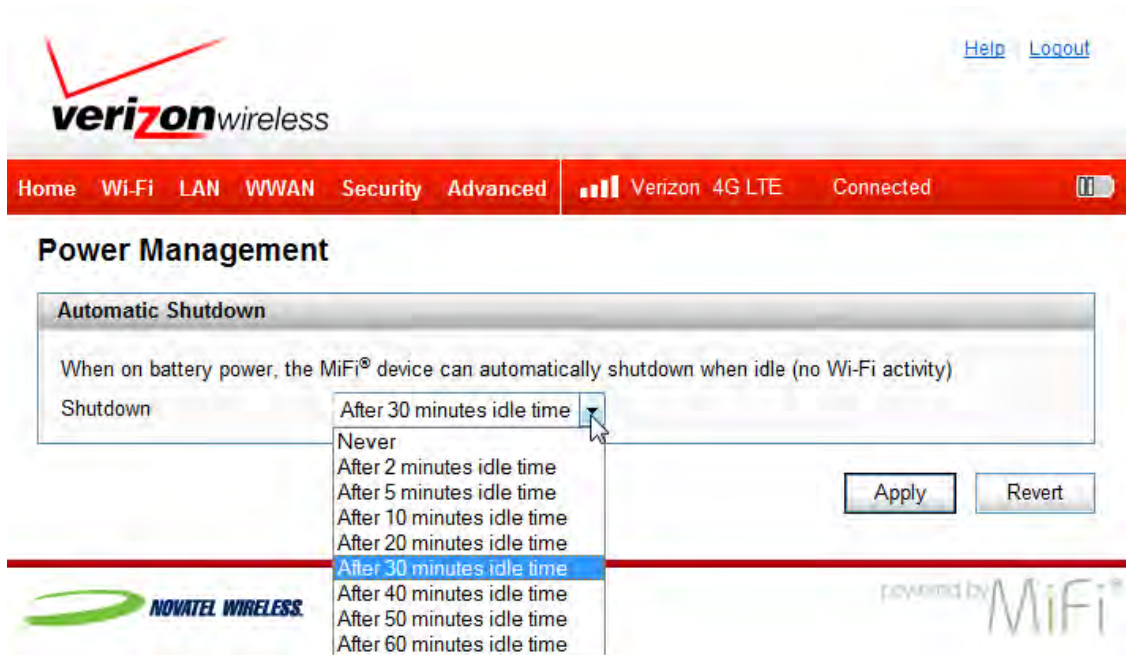 Help Logout
verizonwireless
Home Wi-Fi LAN WWAN Security Advanced Verizon 4G LTE Connected
Power Management
Automatic Shutdown
When on battery power, the MiFi® device can automatically shutdown when idle (no Wi-Fi activity)
Shutdown After 30 minutes idle time
Never
After 2 minutes idle time
After 5 minutes idle time
After 10 minutes idle time
After 20 minutes idle time
After 30 minutes idle time
After 40 minutes idle time
After 50 minutes idle time
After 60 minutes idle time
Apply Revert
NOVATEL WIRELESS.
powered by MiFi®